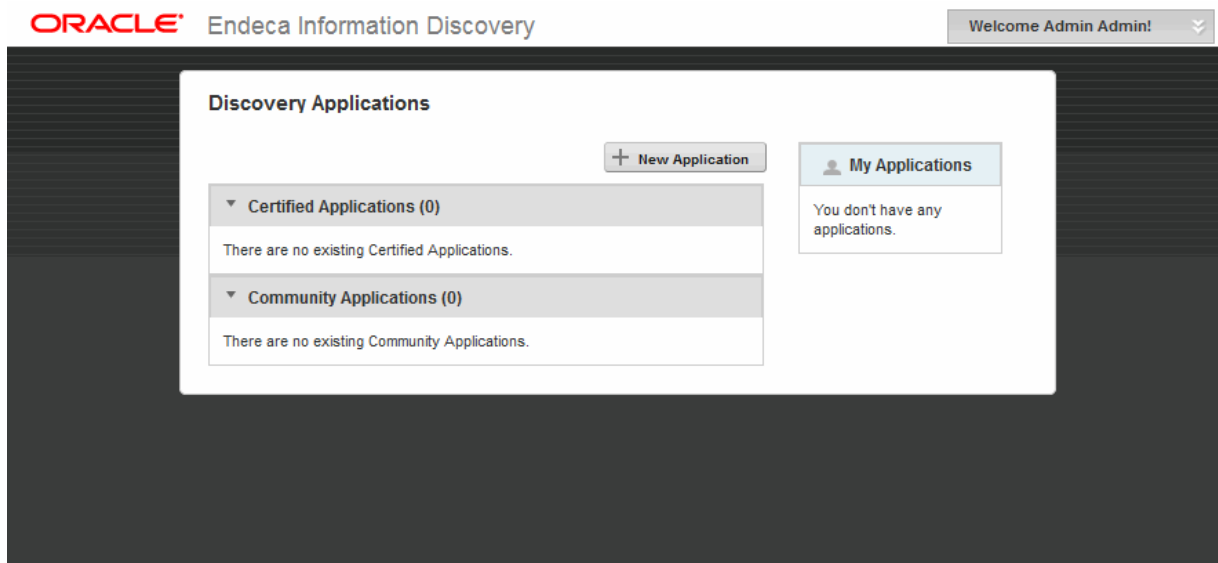 ORACLE® Endeca Information Discovery
Welcome Admin Admin!
Discovery Applications
New Application
My Applications
Certified Applications (0)
You don't have any
applications.
There are no existing Certified Applications.
Community Applications (0)
There are no existing Community Applications.